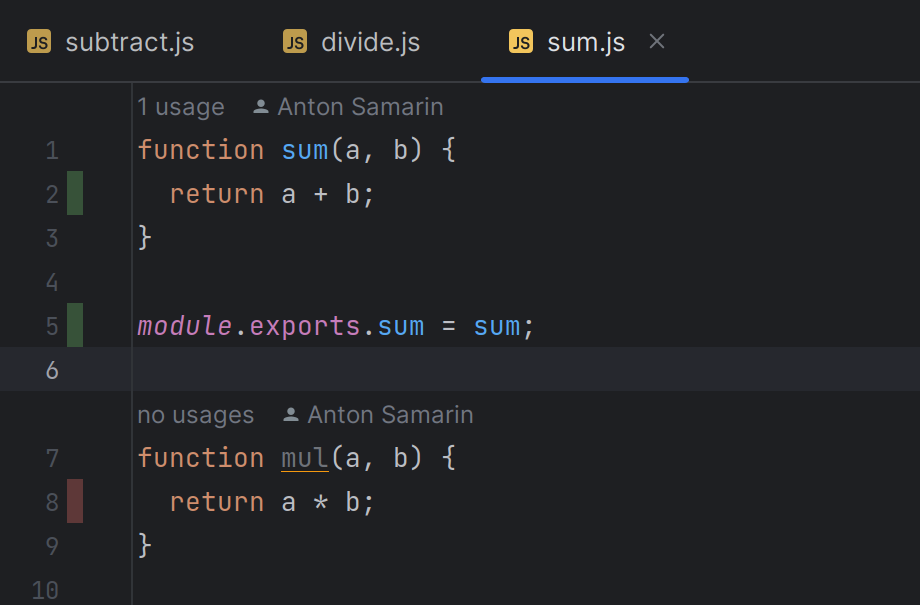 JS subtract.js JS divide.js JS sum.js
1 usage Anton Samarin
1 function sum(a, b) {
2   return a + b;
3 }
4
5 module.exports.sum = sum;
6
no usages Anton Samarin
7 function mul(a, b) {
8   return a * b;
9 }
10